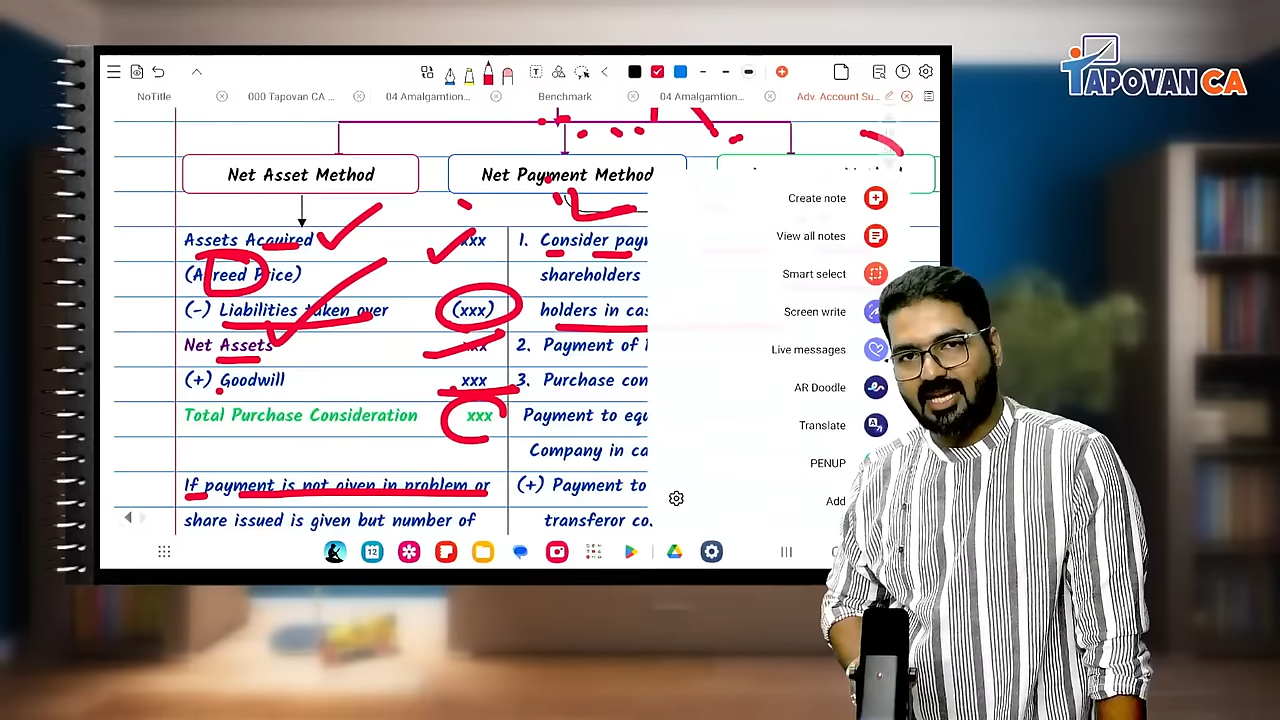 TAPOVAN CA
NoTitle
000 Tapovan CA ...
04 Amalgamtion...
Benchmark
04 Amalgamtion...
Adv. Account Su...
Net Asset Method
Net Payment Method
Assets Acquired xxx
(Agreed Price)
(-) Liabilities taken over (xxx)
Net Assets xxx
(+) Goodwill xxx
Total Purchase Consideration xxx
If payment is not given in problem or
share issued is given but number of
1. Consider pay
shareholders
holders in cas
2. Payment of
3. Purchase con
Payment to equ
Company in ca
(+) Payment to
transferor co.
Create note
View all notes
Smart select
Screen write
Live messages
AR Doodle
Translate
PENUP
Add
12